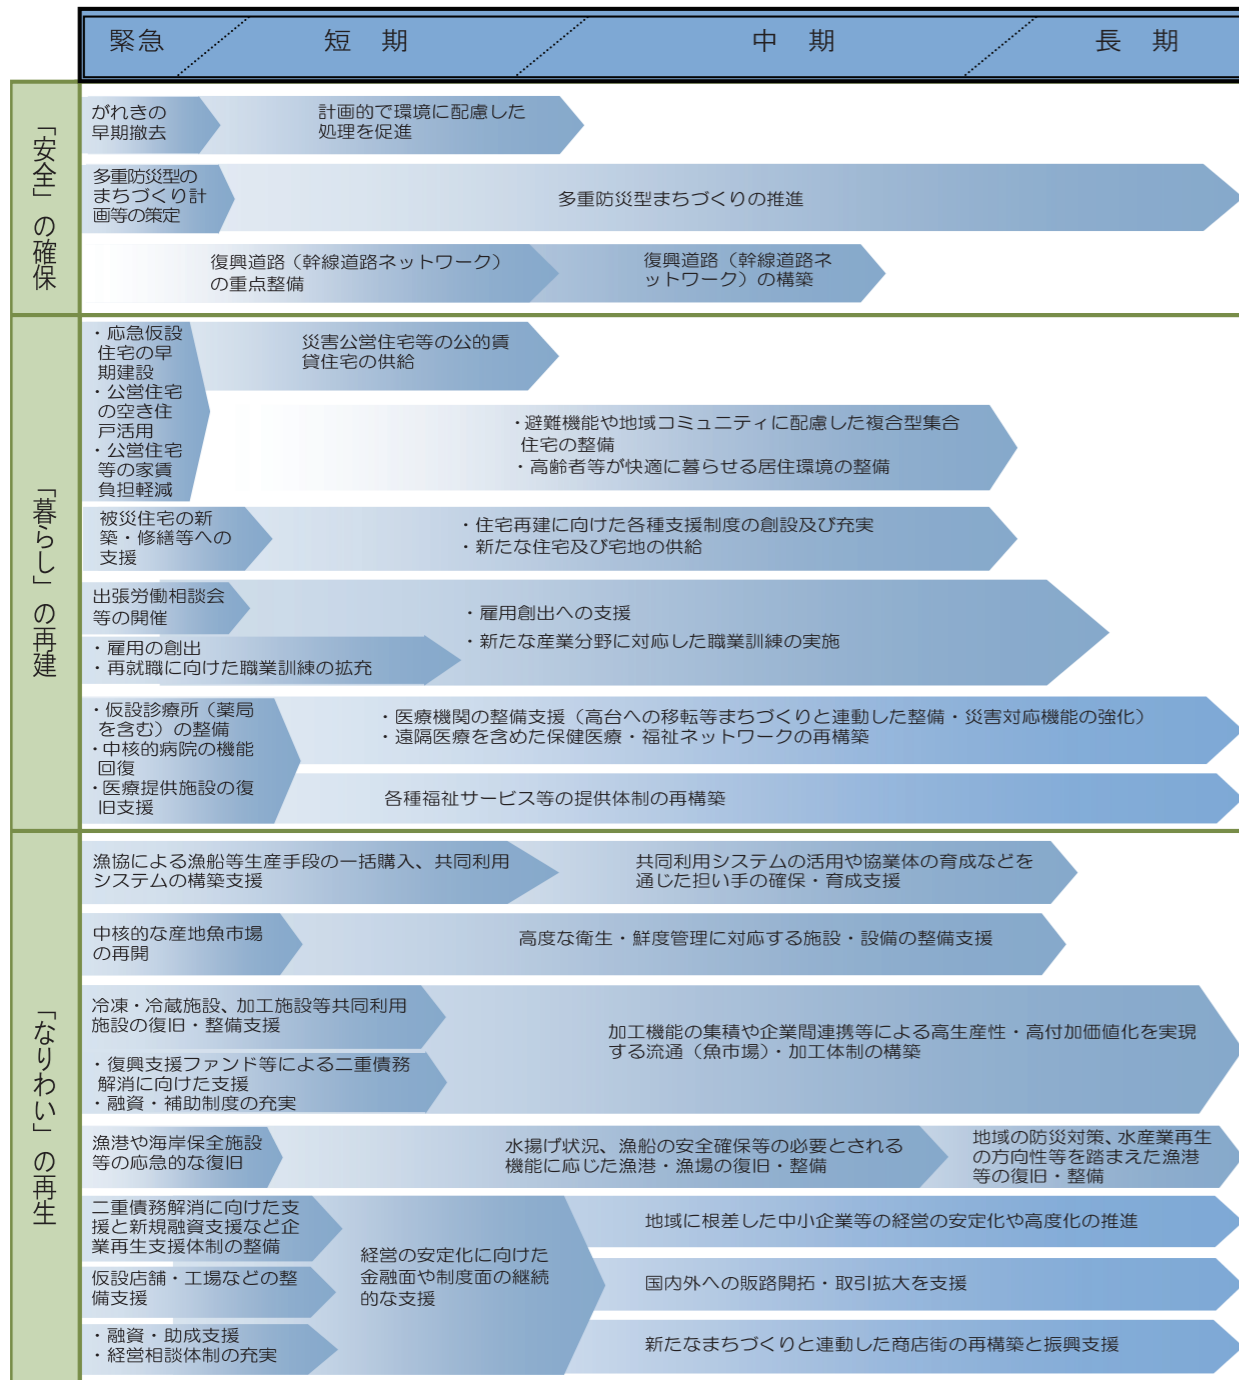 緊急
短　期
中　期
長　期
「安全」の確保
がれきの
早期撤去
計画的で環境に配慮した
処理を促進
多重防災型の
まちづくり計
画等の策定
多重防災型まちづくりの推進
復興道路（幹線道路ネットワーク）
の重点整備
復興道路（幹線道路ネ
ットワーク）の構築
「暮らし」の再建
・応急仮設
住宅の早
期建設
・公営住宅
の空き住
戸活用
・公営住宅
等の家賃
負担軽減
災害公営住宅等の公的賃
貸住宅の供給
・避難機能や地域コミュニティに配慮した複合型集合
住宅の整備
・高齢者等が快適に暮らせる居住環境の整備
被災住宅の新
築・修繕等への
支援
・住宅再建に向けた各種支援制度の創設及び充実
・新たな住宅及び宅地の供給
出張労働相談会
等の開催
・雇用の創出
・再就職に向けた職業訓練の拡充
・雇用創出への支援
・新たな産業分野に対応した職業訓練の実施
・仮設診療所（薬局
を含む）の整備
・中核的病院の機能
回復
・医療提供施設の復
旧支援
・医療機関の整備支援（高台への移転等まちづくりと連動した整備・災害対応機能の強化）
・遠隔医療を含めた保健医療・福祉ネットワークの再構築
各種福祉サービス等の提供体制の再構築
「なりわい」の再生
漁協による漁船等生産手段の一括購入、共同利用
システムの構築支援
共同利用システムの活用や協業体の育成などを
通じた担い手の確保・育成支援
中核的な産地魚市場
の再開
高度な衛生・鮮度管理に対応する施設・設備の整備支援
冷凍・冷蔵施設、加工施設等共同利用
施設の復旧・整備支援
・復興支援ファンド等による二重債務
解消に向けた支援
・融資・補助制度の充実
加工機能の集積や企業間連携等による高生産性・高付加価値化を実現
する流通（魚市場）・加工体制の構築
漁港や海岸保全施設
等の応急的な復旧
水揚げ状況、漁船の安全確保等の必要とされる
機能に応じた漁港・漁場の復旧・整備
地域の防災対策、水産業再生
の方向性等を踏まえた漁港
等の復旧・整備
二重債務解消に向けた支
援と新規融資支援など企
業再生支援体制の整備
仮設店舗・工場などの整
備支援
・融資・助成支援
・経営相談体制の充実
経営の安定化に向けた
金融面や制度面の継続
的な支援
地域に根差した中小企業等の経営の安定化や高度化の推進
国内外への販路開拓・取引拡大を支援
新たなまちづくりと連動した商店街の再構築と振興支援